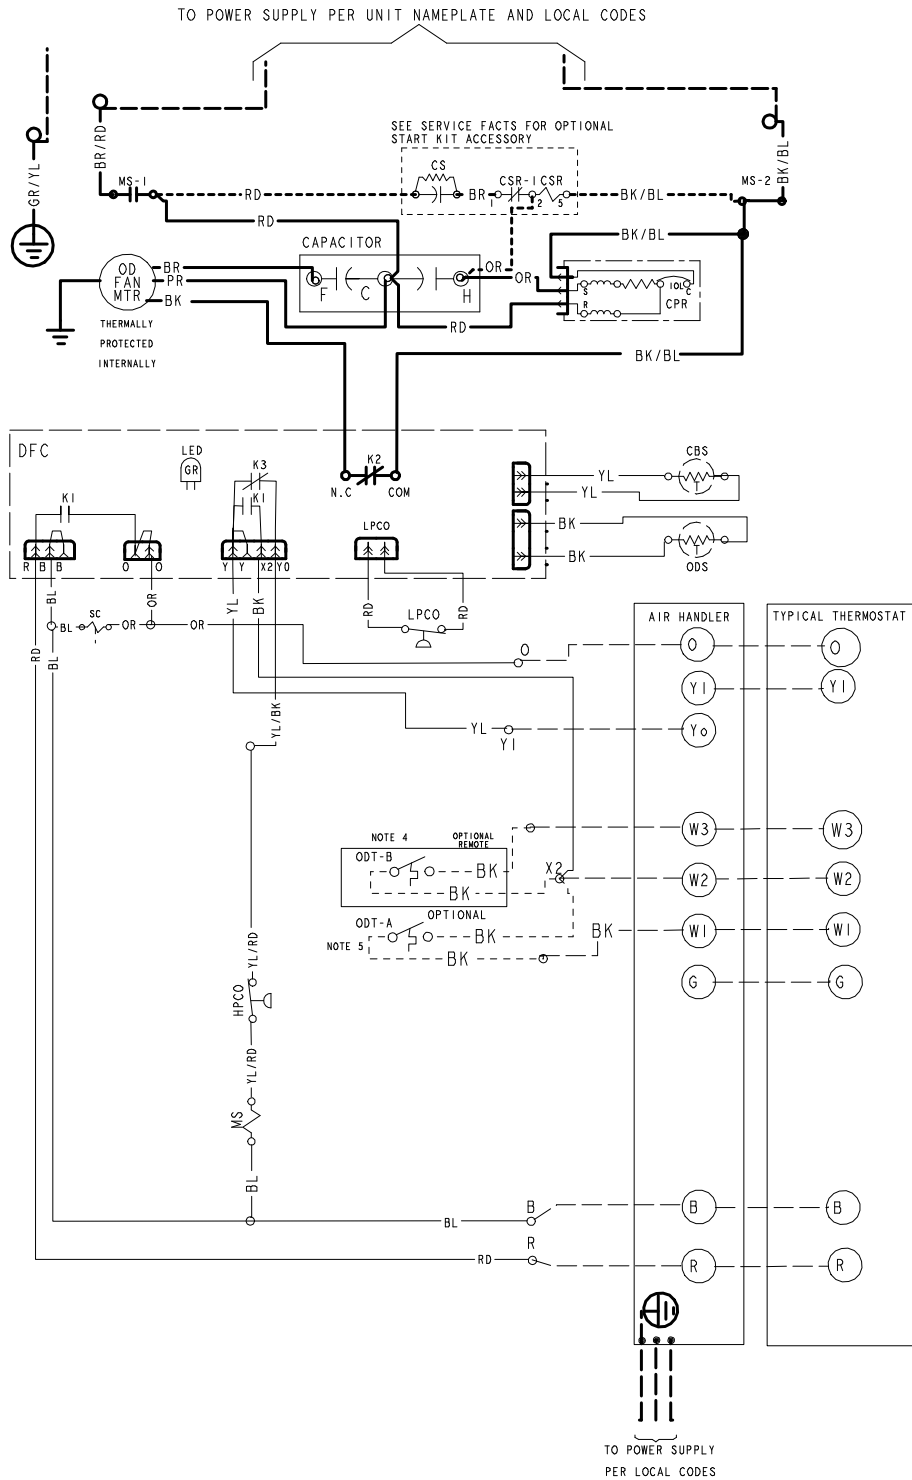 TO POWER SUPPLY PER UNIT NAMEPLATE AND LOCAL CODES
SEE SERVICE FACTS FOR OPTIONAL
START KIT ACCESSORY
BR/RD
GR/YL
BK/BL
CS
MS-1
RD
BR
CSR-1
CSR
1
2
5
BK/BL
MS-2
RD
BK/BL
CAPACITOR
OD
FAN
MTR
BR
PR
BK
F
C
H
OR
OR
S
R
IOL
C
CPR
RD
THERMALLY
PROTECTED
INTERNALLY
BK/BL
DFC
LED
GR
K3
K2
K1
K1
N.C
COM
LPCO
CBS
YL
YL
BK
BK
ODS
R
B
B
O
O
Y
Y
X2
YO
BL
OR
YL
BK
RD
LPCO
RD
BL
SC
OR
OR
RD
BL
AIR HANDLER
TYPICAL THERMOSTAT
O
O
O
Y1
Y1
YL/BK
YL
Y1
Yo
NOTE 4
OPTIONAL
REMOTE
W3
W3
ODT-B
BK
BK
X2
W2
W2
ODT-A
OPTIONAL
BK
BK
W1
W1
NOTE 5
BK
YL/RD
G
G
HPCO
YL/RD
MS
BL
B
BL
B
B
R
RD
R
R
TO POWER SUPPLY
PER LOCAL CODES